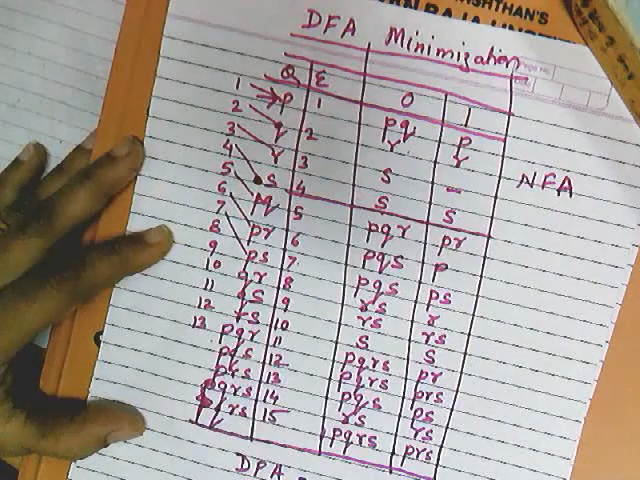 SHTHAN'S
DFA Minimization
Q Σ 0 1
1 p 1 pq p
2 q 2 r r
3 r 3 s -
4 s 4 s s
NFA
5 pq 5 pqr pr
6 pr 6 pqs p
7 ps 7 pqs ps
8 qr 8 rs r
9 qs 9 rs rs
10 rs 10 s s
11 pqr 11 pqrs pr
12 pqs 12 pqrs prs
13 prs 13 pqs ps
qrs 14 rs rs
pqrs 15 pqrs prs